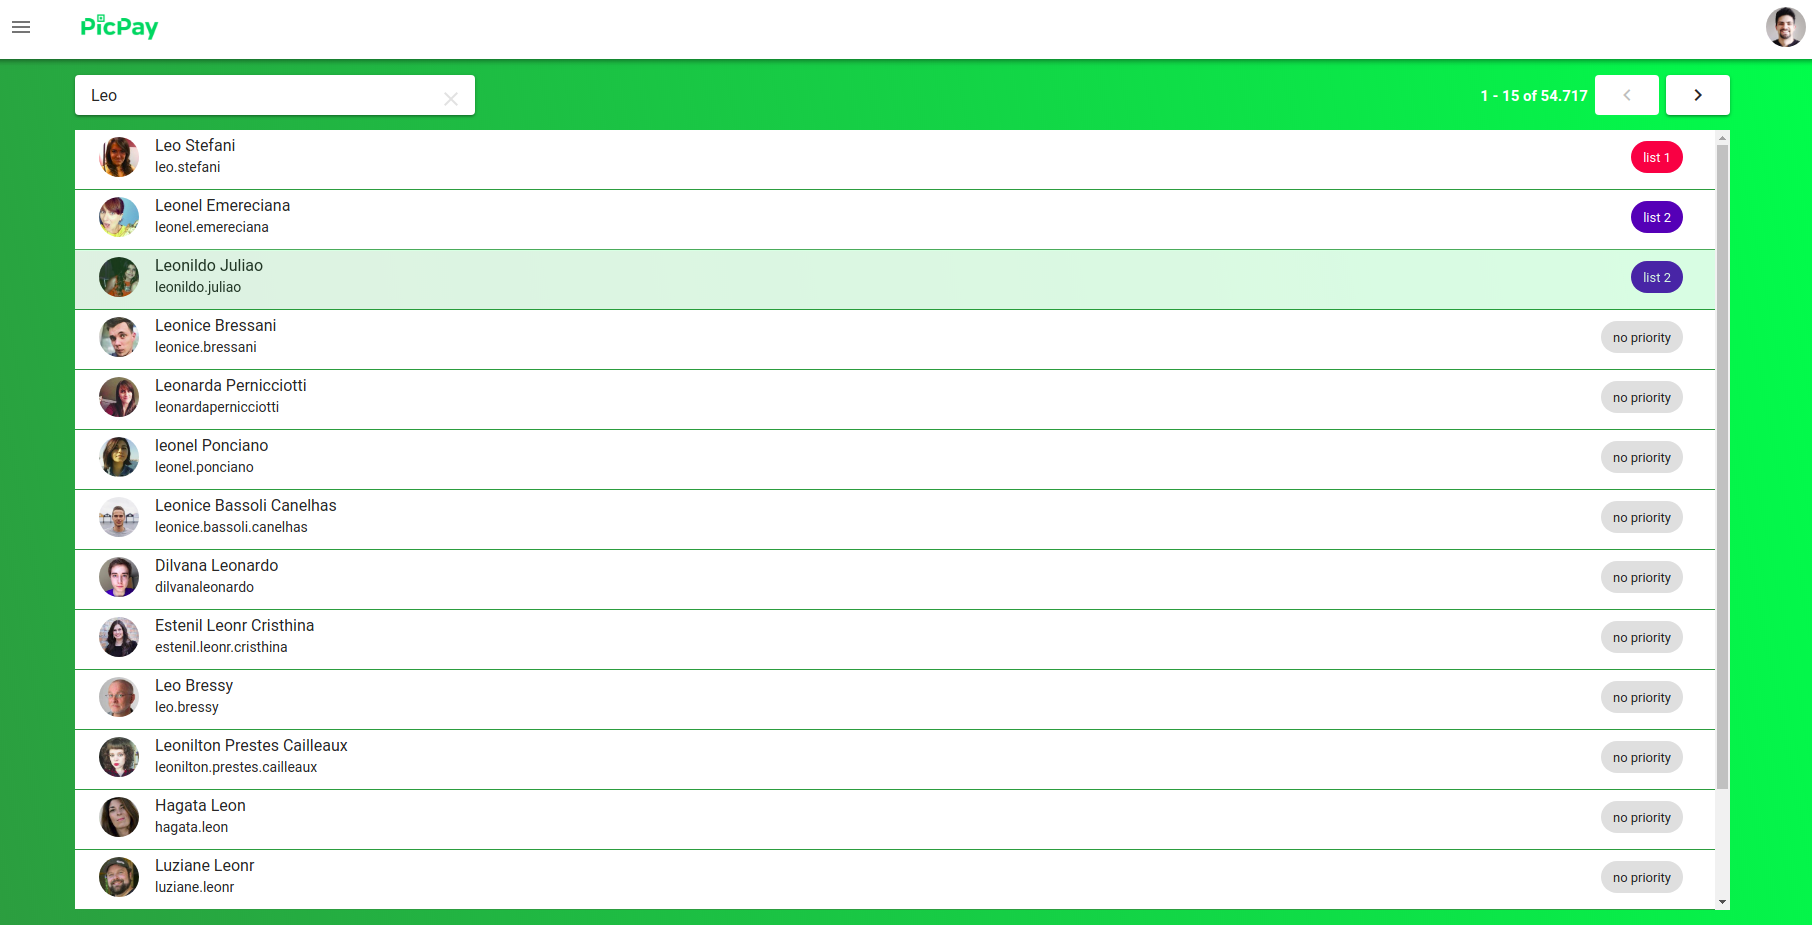 PicPay
Leo
1 - 15 of 54.717
Leo Stefani
leo.stefani
list 1
Leonel Emereciana
leonel.emereciana
list 2
Leonildo Juliao
leonildo.juliao
list 2
Leonice Bressani
leonice.bressani
no priority
Leonarda Pernicciotti
leonardapernicciotti
no priority
leonel Ponciano
leonel.ponciano
no priority
Leonice Bassoli Canelhas
leonice.bassoli.canelhas
no priority
Dilvana Leonardo
dilvanaleonardo
no priority
Estenil Leonr Cristhina
estenil.leonr.cristhina
no priority
Leo Bressy
leo.bressy
no priority
Leonilton Prestes Cailleaux
leonilton.prestes.cailleaux
no priority
Hagata Leon
hagata.leon
no priority
Luziane Leonr
luziane.leonr
no priority